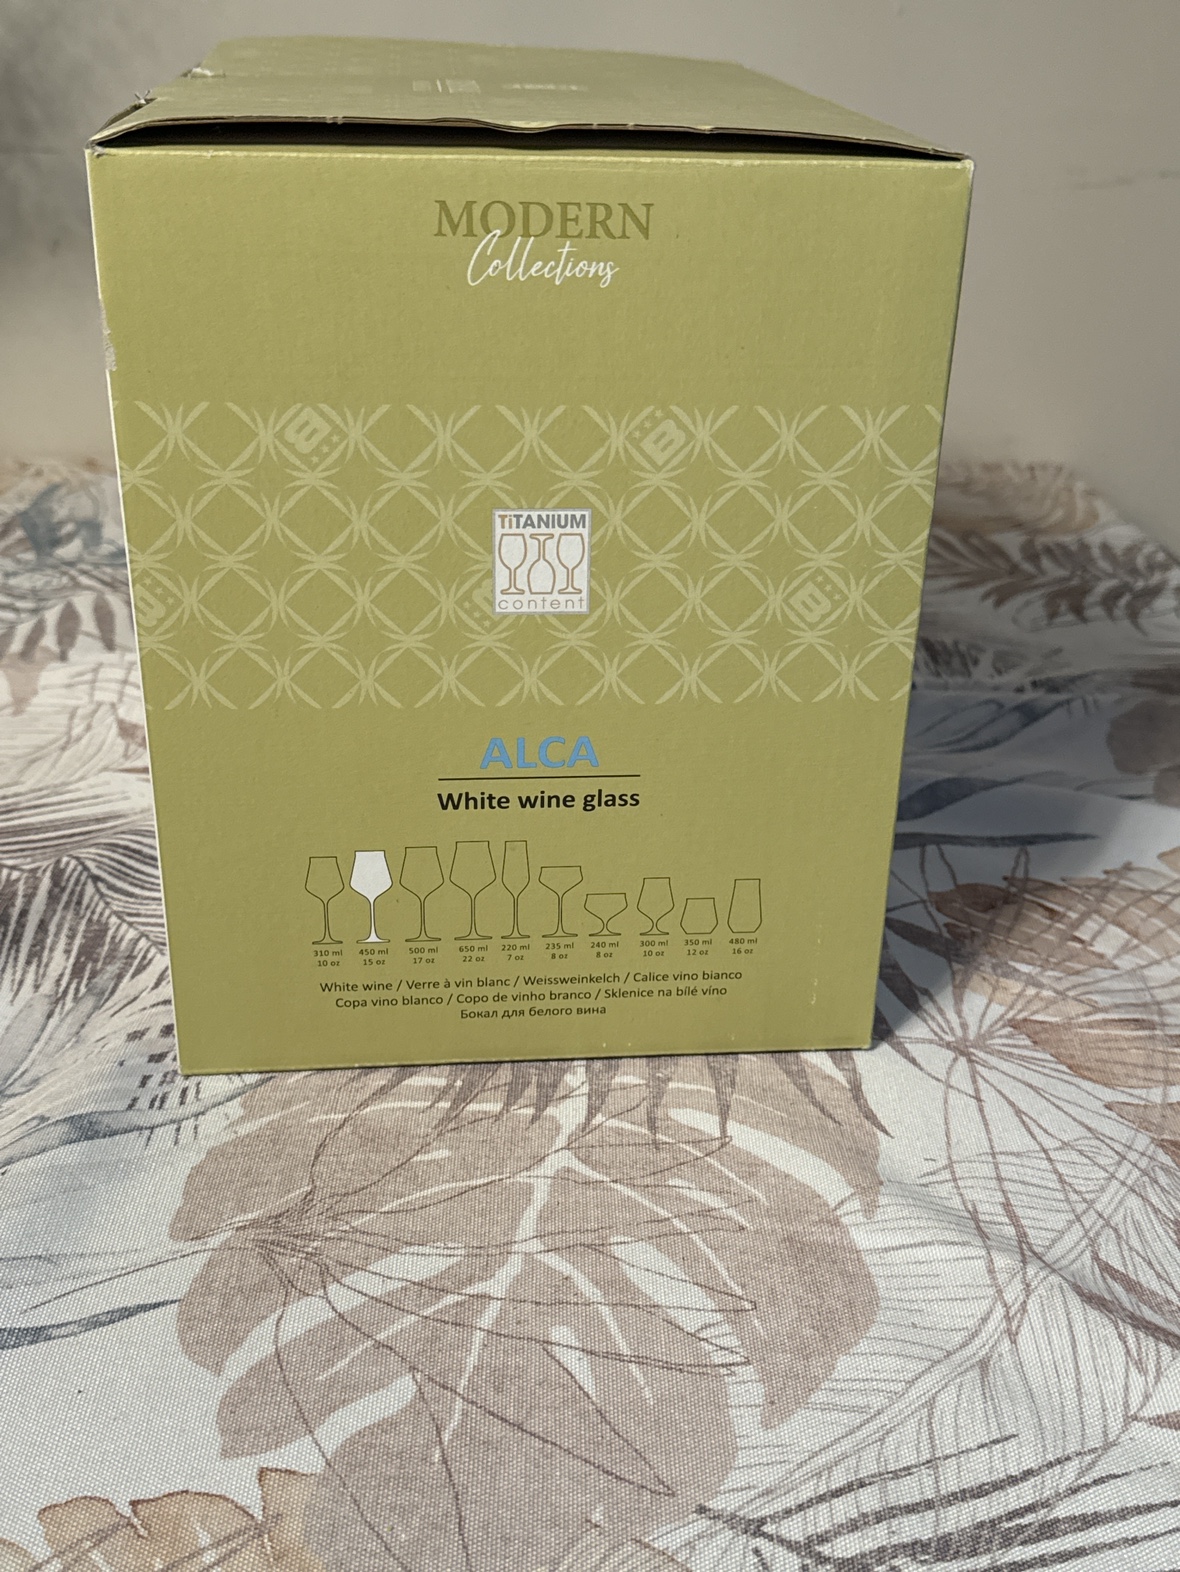 MODERN
Collections
TiTANIUM
content
ALCA
White wine glass
310 ml 450 ml 500 ml 650 ml 220 ml 235 ml 240 ml 300 ml 350 ml 480 ml
10 oz 15 oz 17 oz 22 oz 7 oz 8 oz 8 oz 10 oz 12 oz 16 oz
White wine / Verre à vin blanc / Weissweinkelch / Calice vino bianco
Copa vino blanco / Copo de vinho branco / Sklenice na bílé víno
Бокал для белого вина